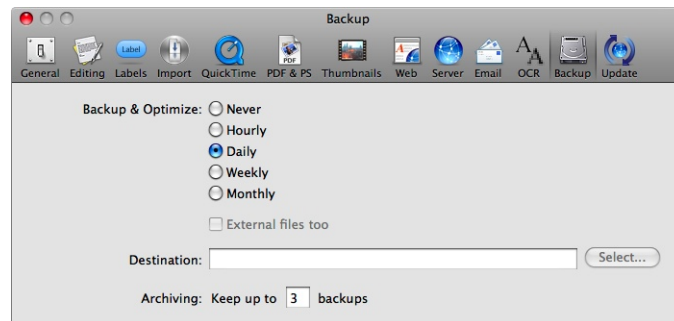 Backup
Label
PDF
General Editing Labels Import QuickTime PDF & PS Thumbnails Web Server Email OCR Backup Update
Backup & Optimize: Never
Hourly
Daily
Weekly
Monthly
External files too
Destination: Select...
Archiving: Keep up to 3 backups